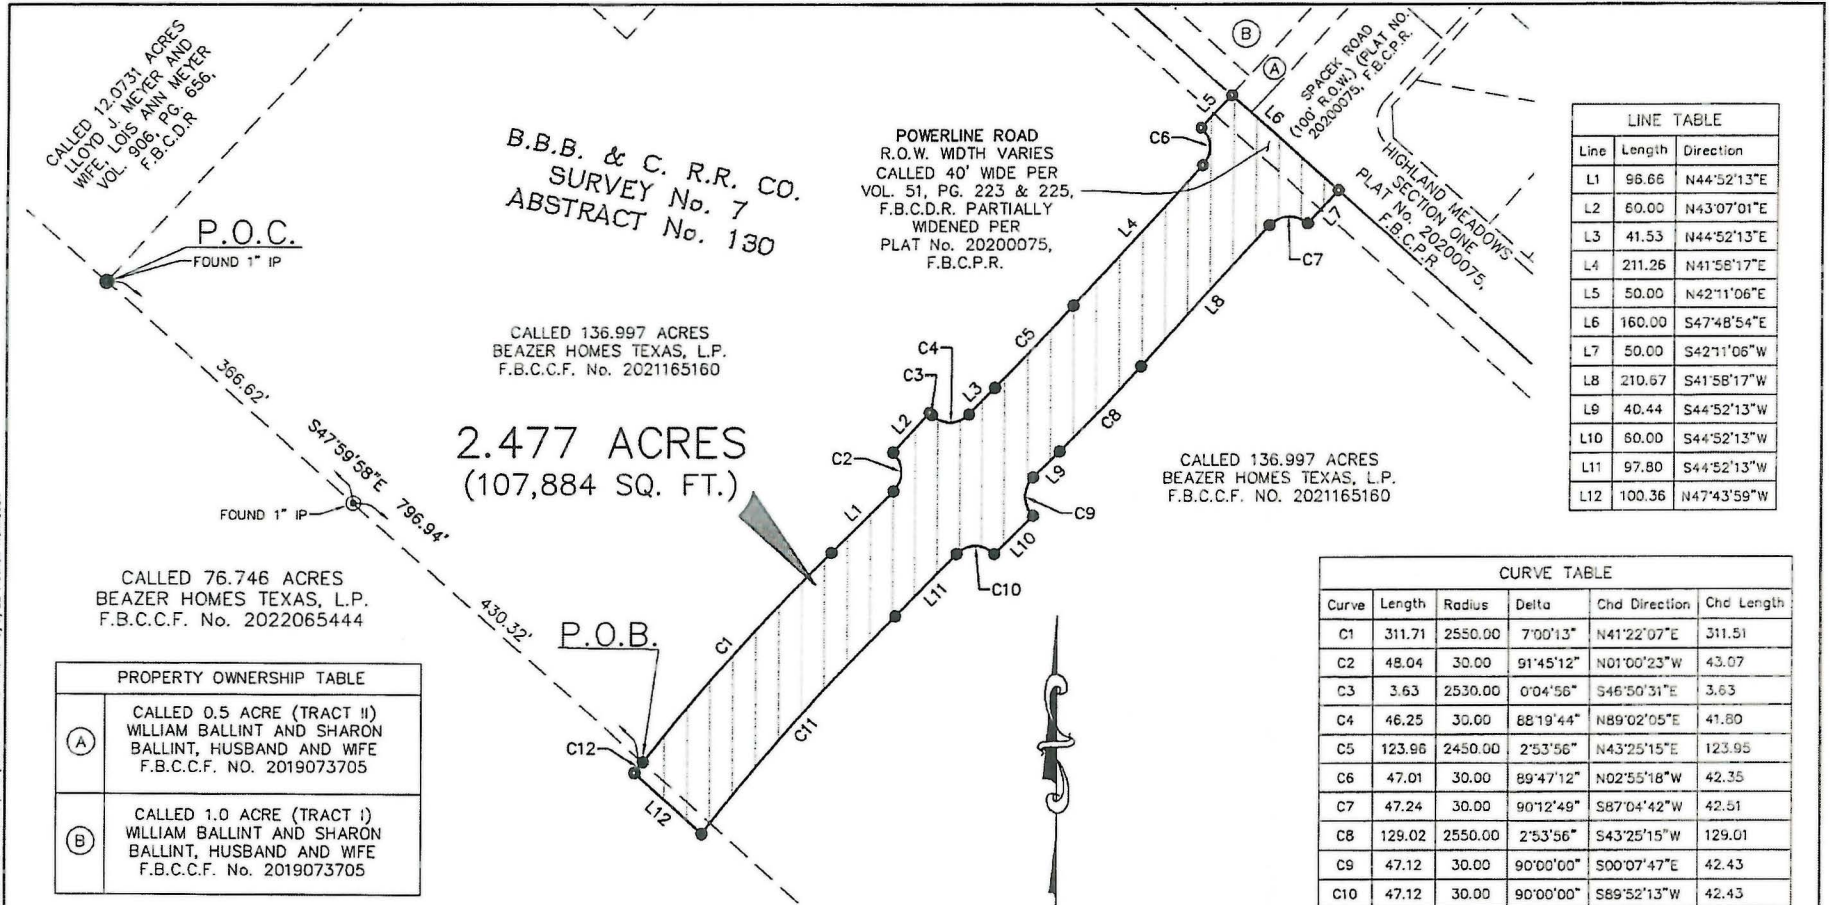 CALLED 12.0731 ACRES
LLOYD J. MEYER AND
WIFE, LOIS ANN MEYER
VOL. 906, PG. 656,
F.B.C.D.R
P.O.C.
FOUND 1" IP
366.62'
S47°59'58"E 796.94'
FOUND 1" IP
430.32'
B.B.B. & C. R.R. CO.
SURVEY No. 7
ABSTRACT No. 130
CALLED 136.997 ACRES
BEAZER HOMES TEXAS, L.P.
F.B.C.C.F. No. 2021165160
2.477 ACRES
(107,884 SQ. FT.)
CALLED 76.746 ACRES
BEAZER HOMES TEXAS, L.P.
F.B.C.C.F. No. 2022065444
P.O.B.
POWERLINE ROAD
R.O.W. WIDTH VARIES
CALLED 40' WIDE PER
VOL. 51, PG. 223 & 225,
F.B.C.D.R. PARTIALLY
WIDENED PER
PLAT No. 20200075,
F.B.C.P.R.
B
A
SPACEK ROAD
(100' R.O.W.) (PLAT NO.
20200075, F.B.C.P.R.
HIGHLAND MEADOWS
SECTION ONE
PLAT No. 20200075,
F.B.C.P.R
CALLED 136.997 ACRES
BEAZER HOMES TEXAS, L.P.
F.B.C.C.F. NO. 2021165160
L5
L6
C6
L7
C7
L4
L8
C5
C4
C3
L3
L2
C8
C2
L9
C9
L1
L10
C10
L11
C1
C11
C12
L12
PROPERTY OWNERSHIP TABLE
A
CALLED 0.5 ACRE (TRACT II)
WILLIAM BALLINT AND SHARON
BALLINT, HUSBAND AND WIFE
F.B.C.C.F. NO. 2019073705
B
CALLED 1.0 ACRE (TRACT I)
WILLIAM BALLINT AND SHARON
BALLINT, HUSBAND AND WIFE
F.B.C.C.F. No. 2019073705
LINE TABLE
Line Length Direction
L1 96.66 N44°52'13"E
L2 60.00 N43°07'01"E
L3 41.53 N44°52'13"E
L4 211.26 N41°58'17"E
L5 50.00 N42°11'06"E
L6 160.00 S47°48'54"E
L7 50.00 S42°11'06"W
L8 210.67 S41°58'17"W
L9 40.44 S44°52'13"W
L10 60.00 S44°52'13"W
L11 97.80 S44°52'13"W
L12 100.36 N47°43'59"W
CURVE TABLE
Curve Length Radius Delta Chd Direction Chd Length
C1 311.71 2550.00 7°00'13" N41°22'07"E 311.51
C2 48.04 30.00 91°45'12" N01°00'23"W 43.07
C3 3.63 2530.00 0°04'56" S46°50'31"E 3.63
C4 46.25 30.00 88°19'44" N89°02'05"E 41.80
C5 123.96 2450.00 2°53'56" N43°25'15"E 123.95
C6 47.01 30.00 89°47'12" N02°55'18"W 42.35
C7 47.24 30.00 90°12'49" S87°04'42"W 42.51
C8 129.02 2550.00 2°53'56" S43°25'15"W 129.01
C9 47.12 30.00 90°00'00" S00°07'47"E 42.43
C10 47.12 30.00 90°00'00" S89°52'13"W 42.43